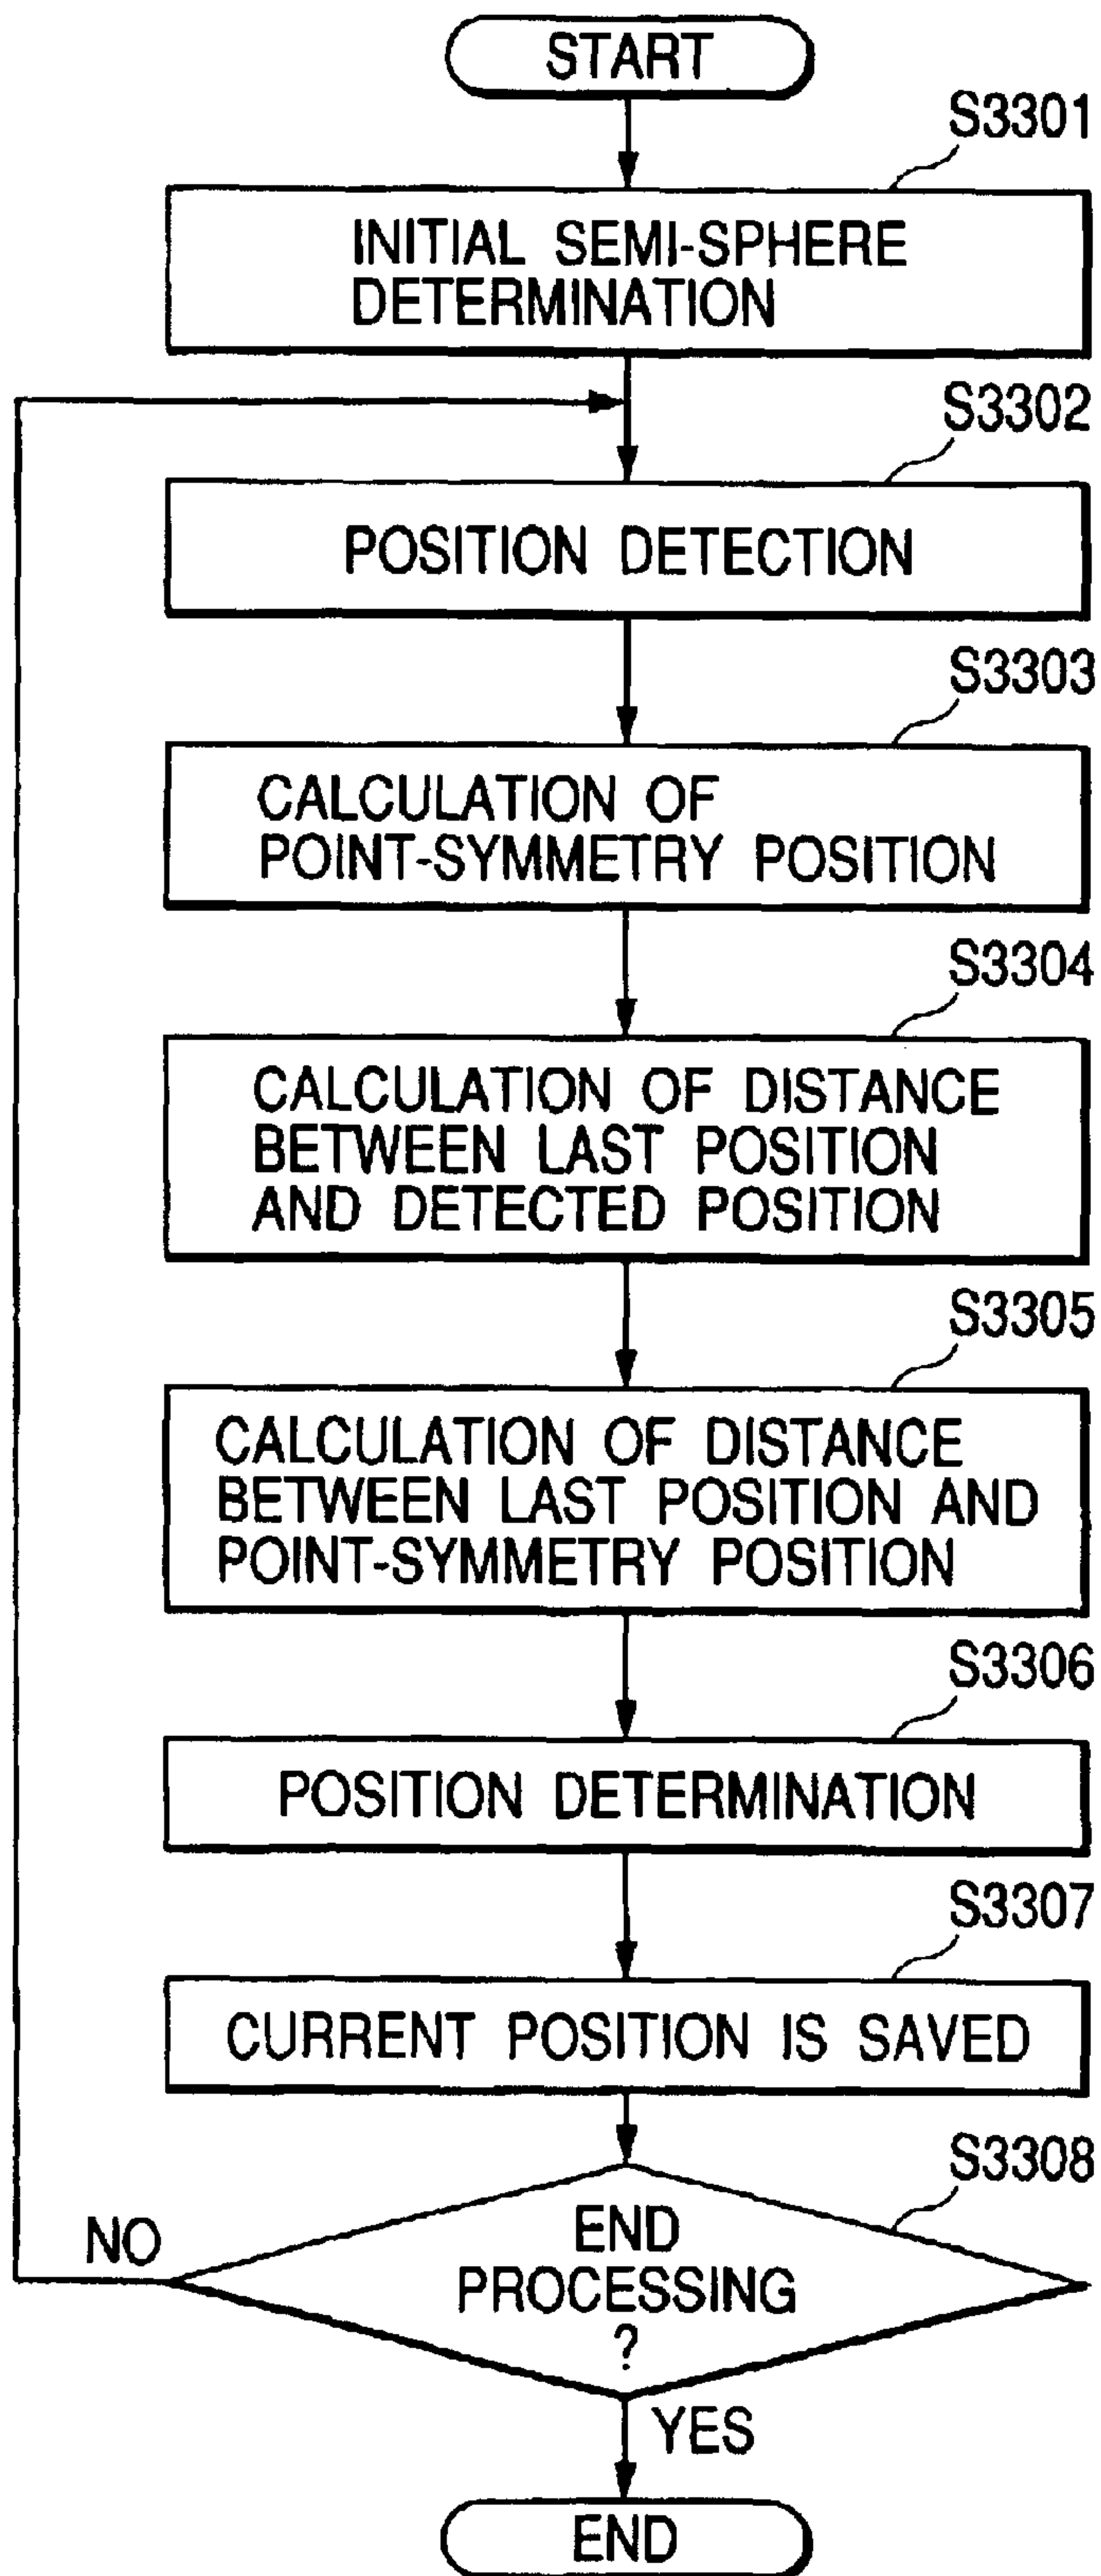 START
S3301
INITIAL SEMI-SPHERE
DETERMINATION
S3302
POSITION DETECTION
S3303
CALCULATION OF
POINT-SYMMETRY POSITION
S3304
CALCULATION OF DISTANCE
BETWEEN LAST POSITION
AND DETECTED POSITION
S3305
CALCULATION OF DISTANCE
BETWEEN LAST POSITION AND
POINT-SYMMETRY POSITION
S3306
POSITION DETERMINATION
S3307
CURRENT POSITION IS SAVED
S3308
NO
END
PROCESSING
?
YES
END